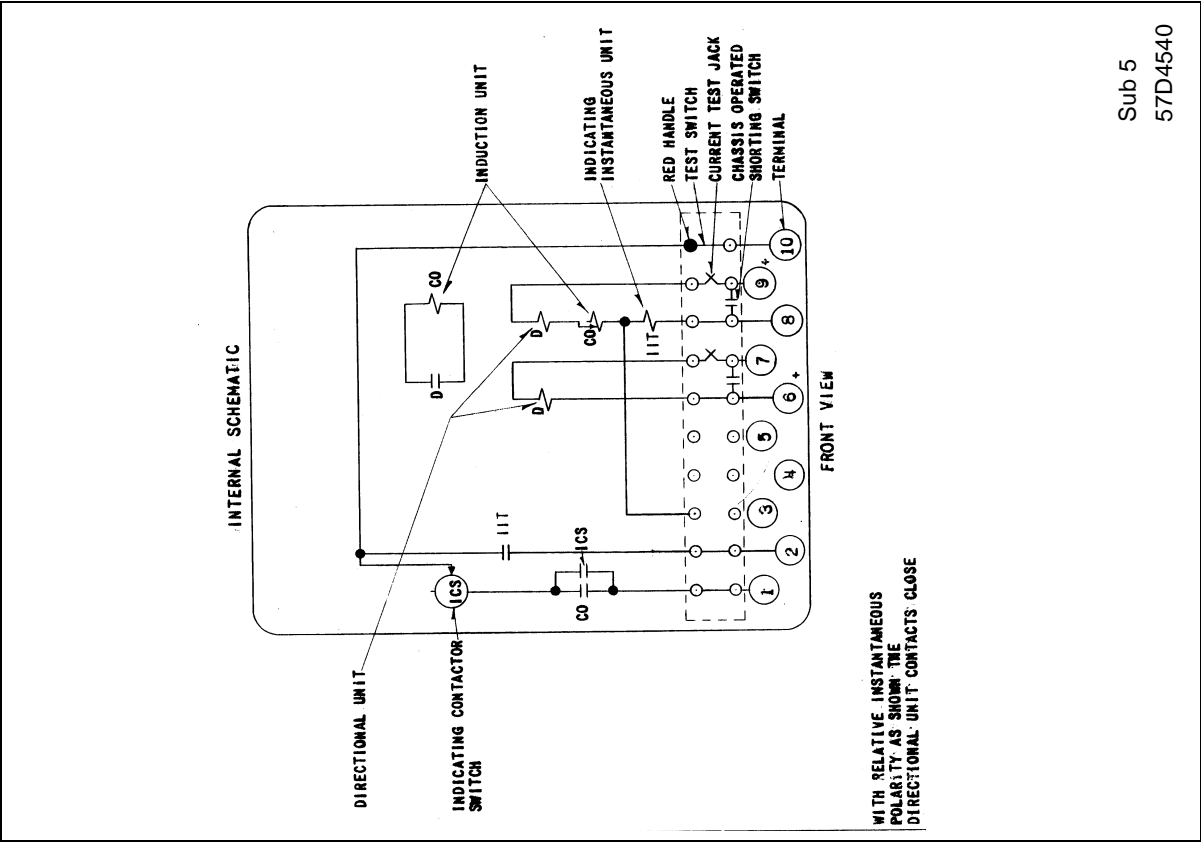 INTERNAL SCHEMATIC
INDUCTION UNIT
INDICATING
INSTANTANEOUS UNIT
RED HANDLE
TEST SWITCH
CURRENT TEST JACK
CHASSIS OPERATED
SHORTING SWITCH
TERMINAL
DIRECTIONAL UNIT
INDICATING CONTACTOR
SWITCH
D
CO
D
D
CO
IIT
IIT
ICS
CO
ICS
1
2
3
4
5
6
+
7
8
9
+
10
FRONT VIEW
WITH RELATIVE INSTANTANEOUS
POLARITY AS SHOWN THE
DIRECTIONAL UNIT CONTACTS CLOSE
Sub 5
57D4540